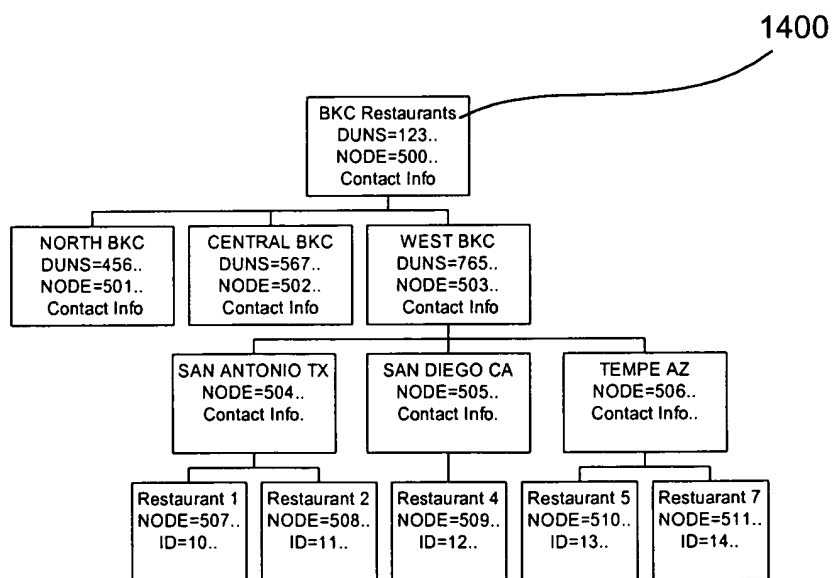 1400
BKC Restaurants
DUNS=123..
NODE=500..
Contact Info
NORTH BKC
DUNS=456..
NODE=501..
Contact Info
CENTRAL BKC
DUNS=567..
NODE=502..
Contact Info
WEST BKC
DUNS=765..
NODE=503..
Contact Info
SAN ANTONIO TX
NODE=504..
Contact Info.
SAN DIEGO CA
NODE=505..
Contact Info.
TEMPE AZ
NODE=506..
Contact Info..
Restaurant 1
NODE=507..
ID=10..
Restaurant 2
NODE=508..
ID=11..
Restaurant 4
NODE=509..
ID=12..
Restaurant 5
NODE=510..
ID=13..
Restuarant 7
NODE=511..
ID=14..